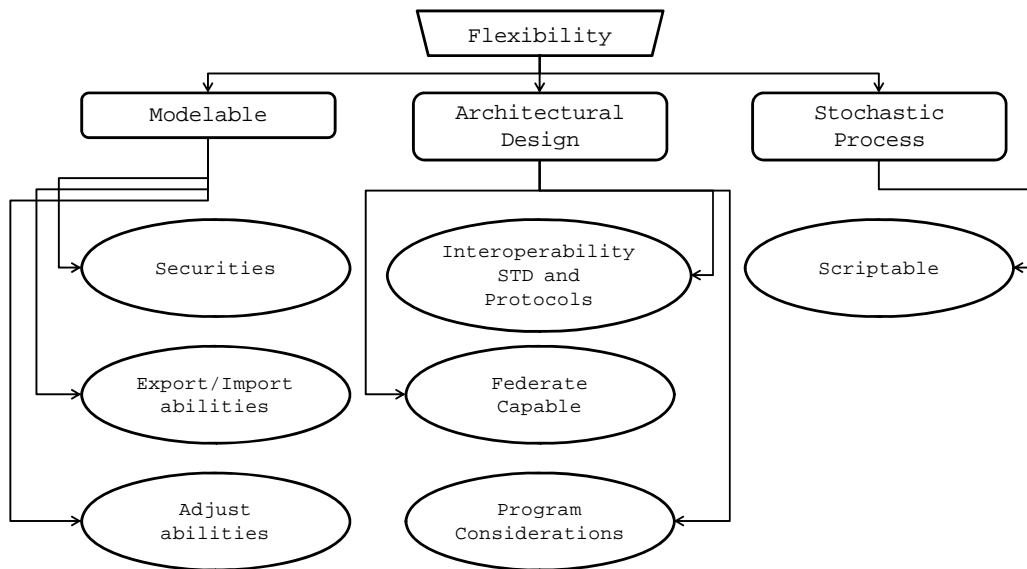 Flexibility
Modelable
Architectural
Design
Stochastic
Process
Securities
Interoperability
STD and
Protocols
Scriptable
Export/Import
abilities
Federate
Capable
Adjust
abilities
Program
Considerations